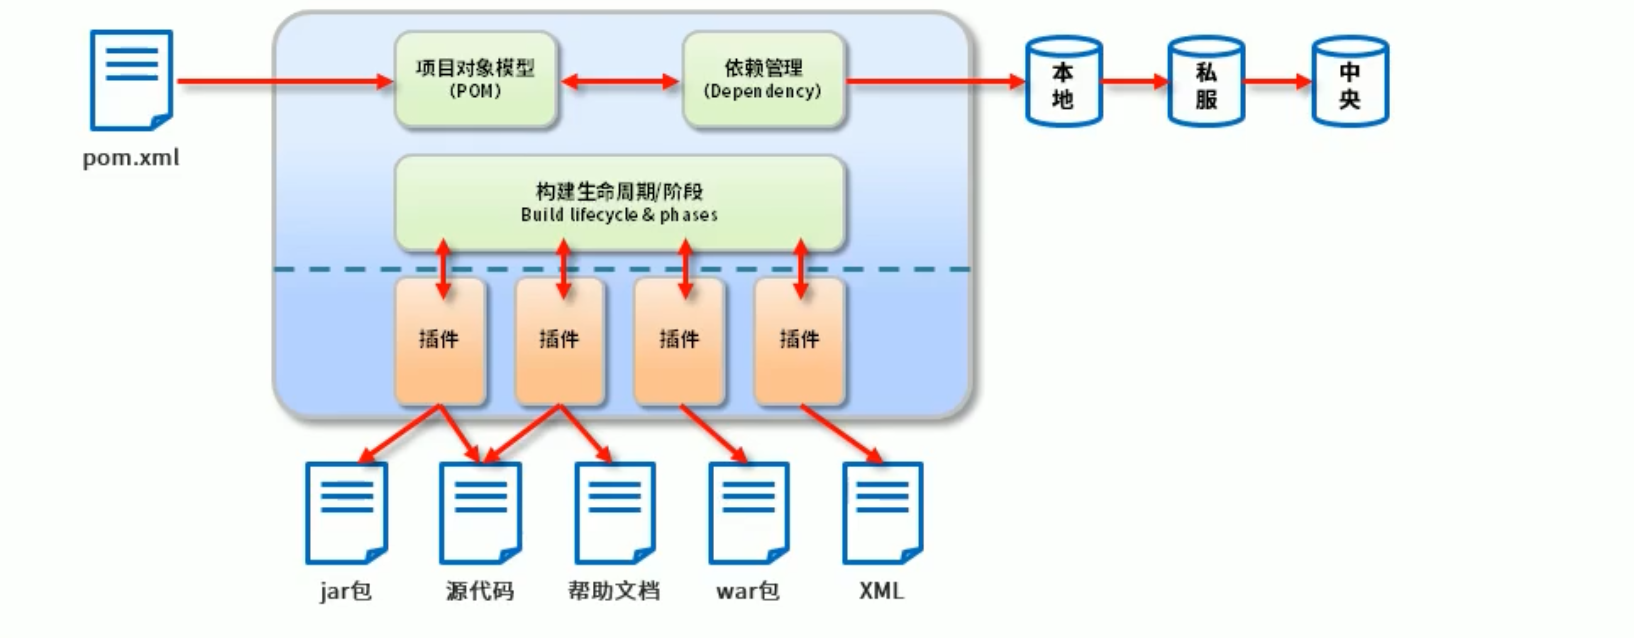 项目对象模型
（POM）
依赖管理
（Dependency）
本
地
私
服
中
央
pom.xml
构建生命周期/阶段
Build lifecycle & phases
插件
插件
插件
插件
jar包
源代码
帮助文档
war包
XML